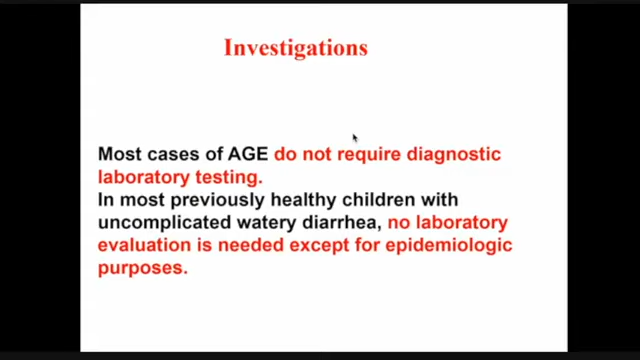 Investigations
Most cases of AGE do not require diagnostic
laboratory testing.
In most previously healthy children with
uncomplicated watery diarrhea, no laboratory
evaluation is needed except for epidemiologic
purposes.